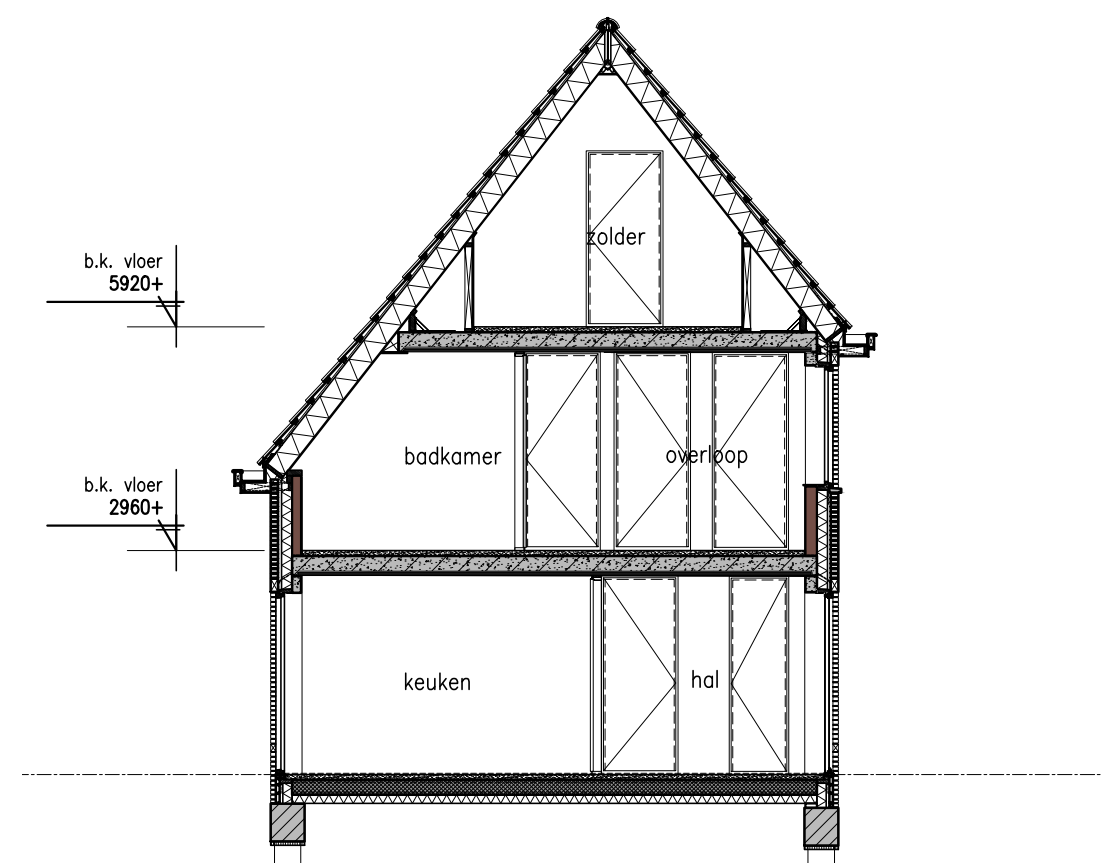 zolder
b.k. vloer
5920+
badkamer
overloop
b.k. vloer
2960+
keuken
hal